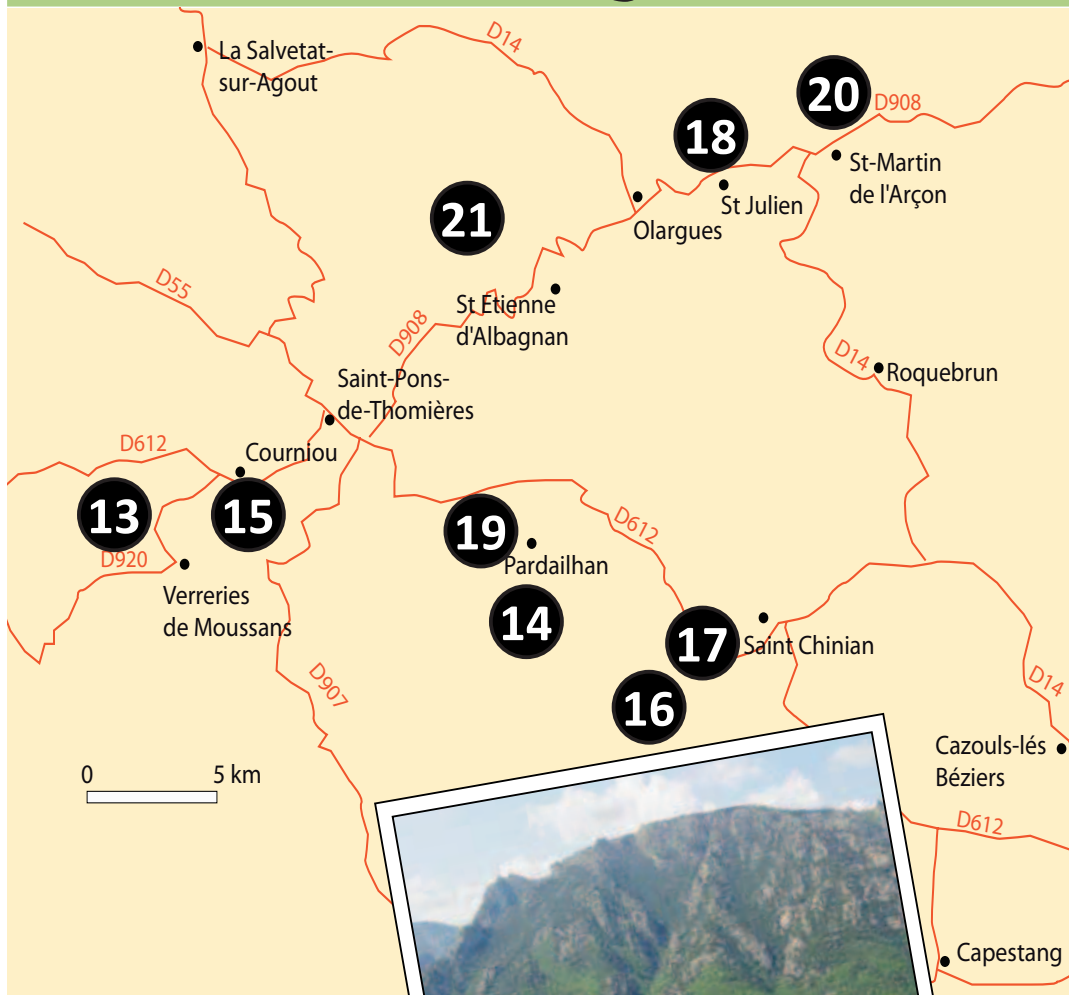 La Salvetat-
sur-Agout
D14
20
D908
18
St-Martin
de l'Arçon
St Julien
21
Olargues
D55
St Etienne
d'Albagnan
D908
D14
Roquebrun
Saint-Pons-
de-Thomières
D612
Courniou
13
15
19
D612
D920
Pardailhan
Verreries
de Moussans
14
17
Saint Chinian
D907
16
D14
0 5 km
Cazouls-lés
Béziers
D612
Capestang